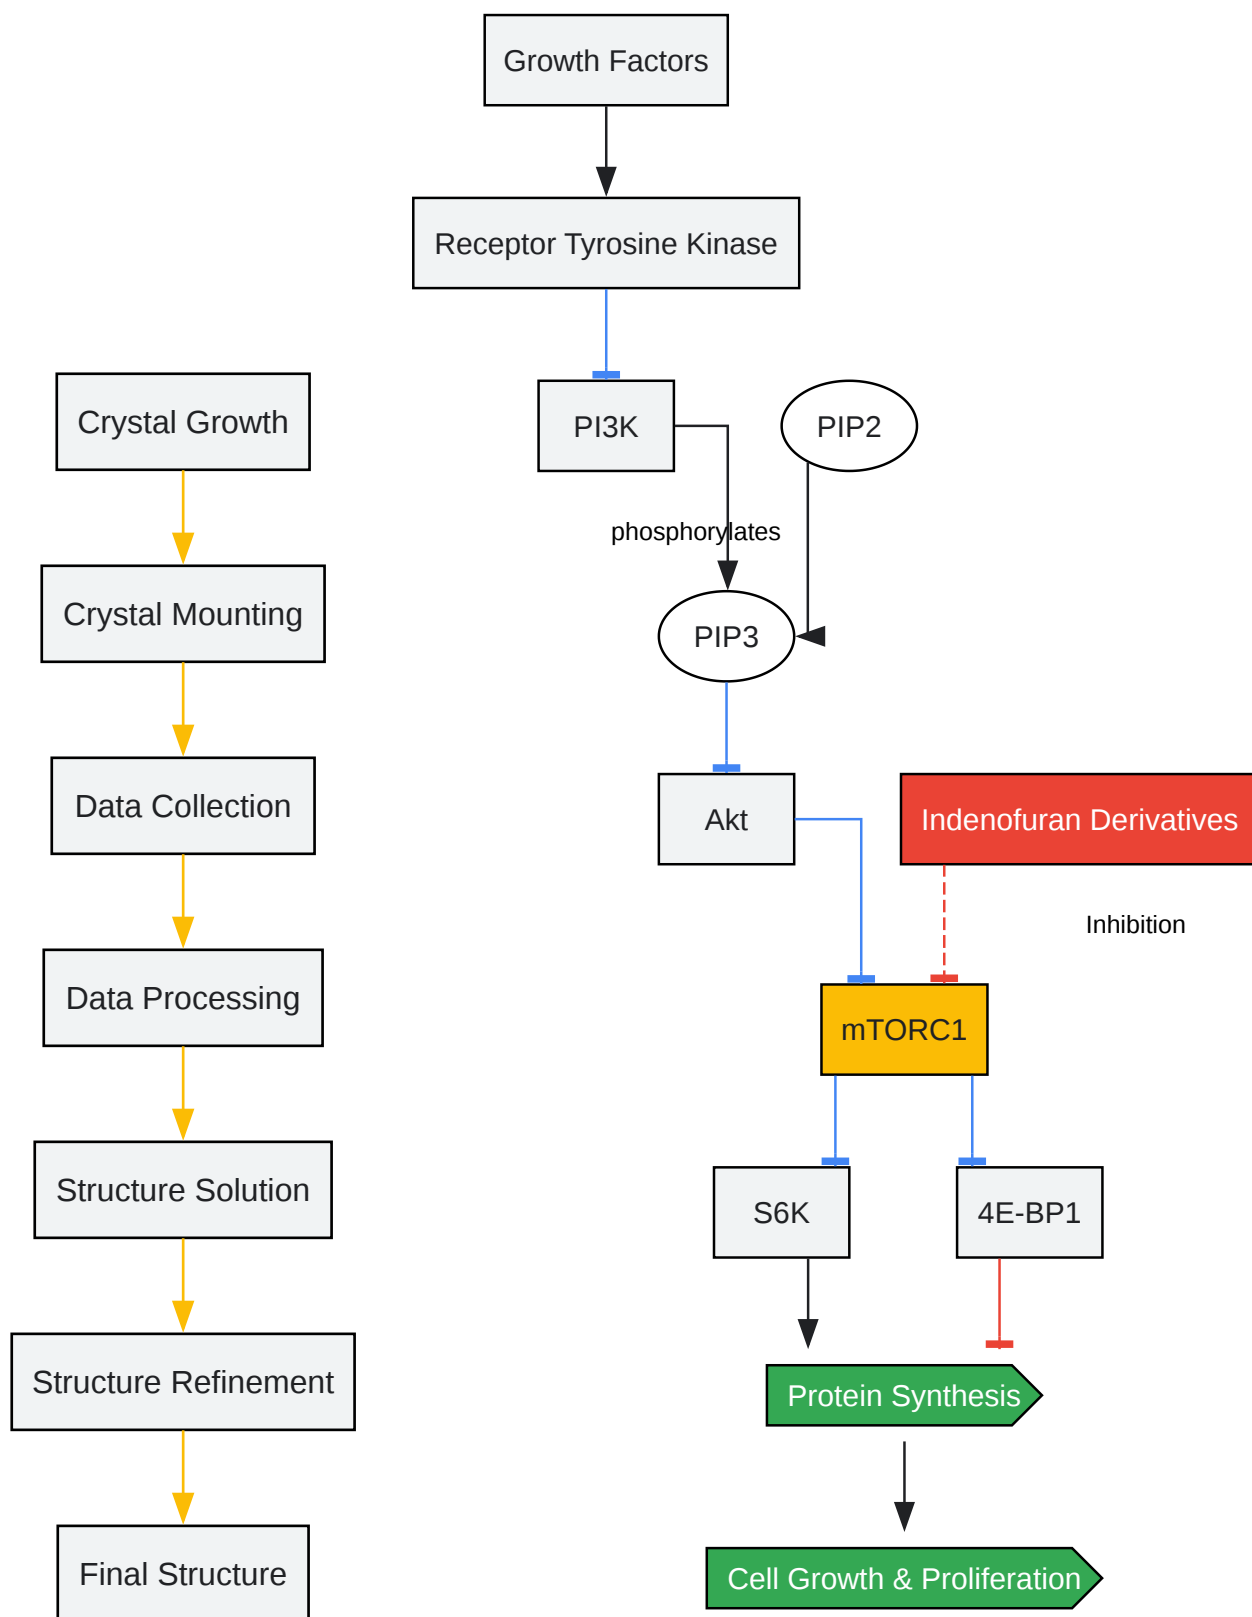 Growth Factors
Receptor Tyrosine Kinase
PI3K
PIP2
phosphorylates
PIP3
Akt
Indenofuran Derivatives
Inhibition
mTORC1
S6K
4E-BP1
Protein Synthesis
Cell Growth & Proliferation
Crystal Growth
Crystal Mounting
Data Collection
Data Processing
Structure Solution
Structure Refinement
Final Structure